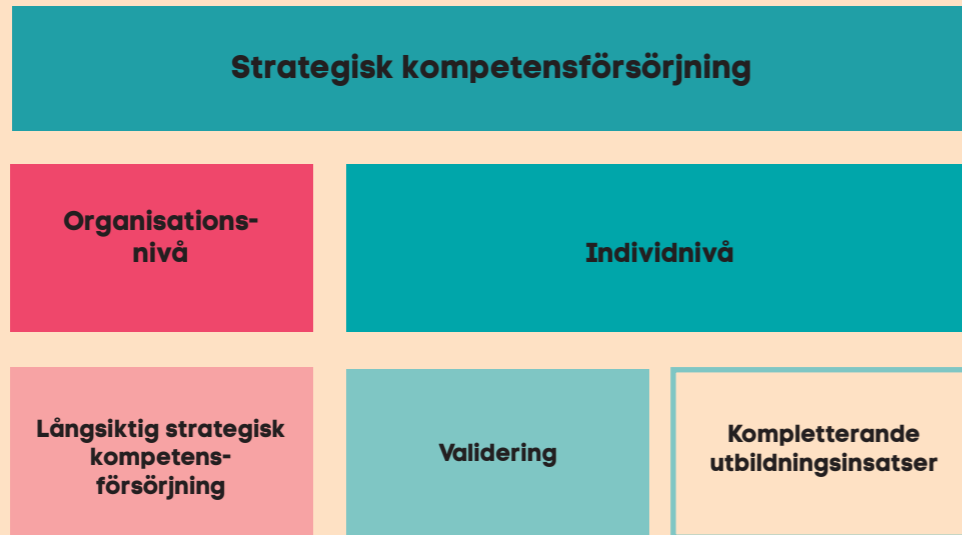 Strategisk kompetensförsörjning
Organisations-
nivå
Individnivå
Långsiktig strategisk
kompetens-
försörjning
Validering
Kompletterande
utbildningsinsatser